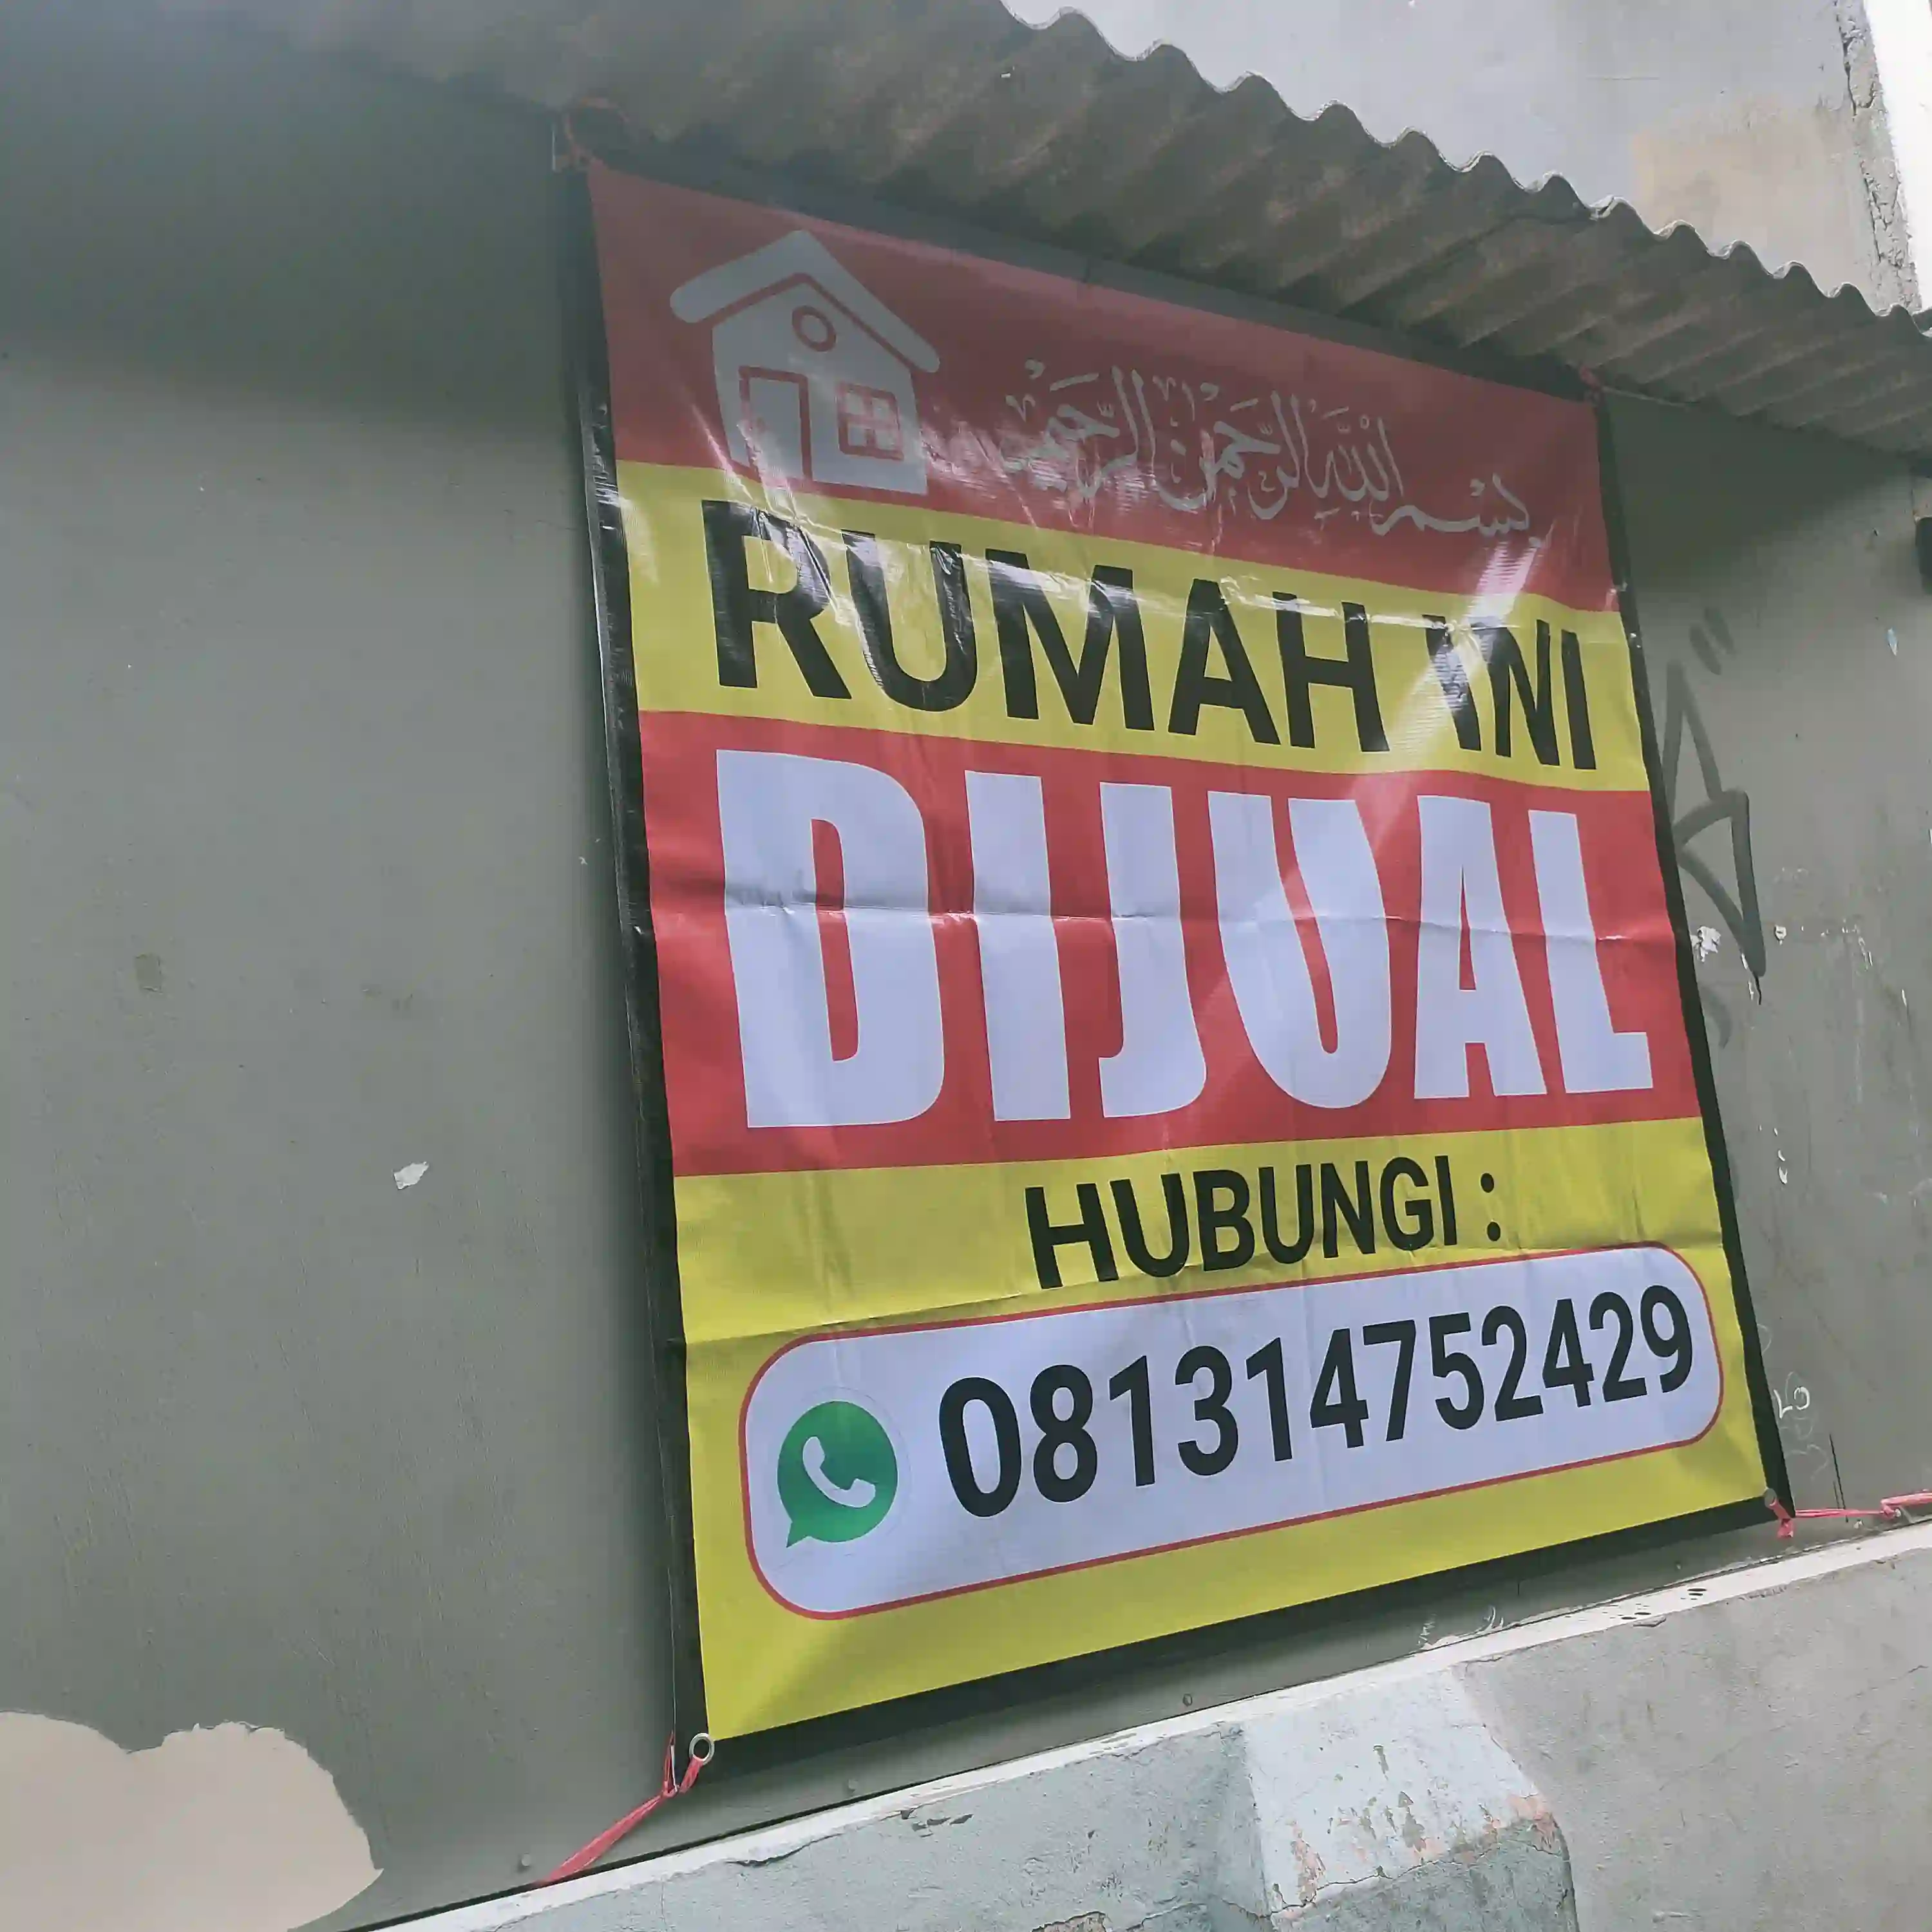 بسم الله الرحمن الرحيم
RUMAH INI
DIJUAL
HUBUNGI :
081314752429